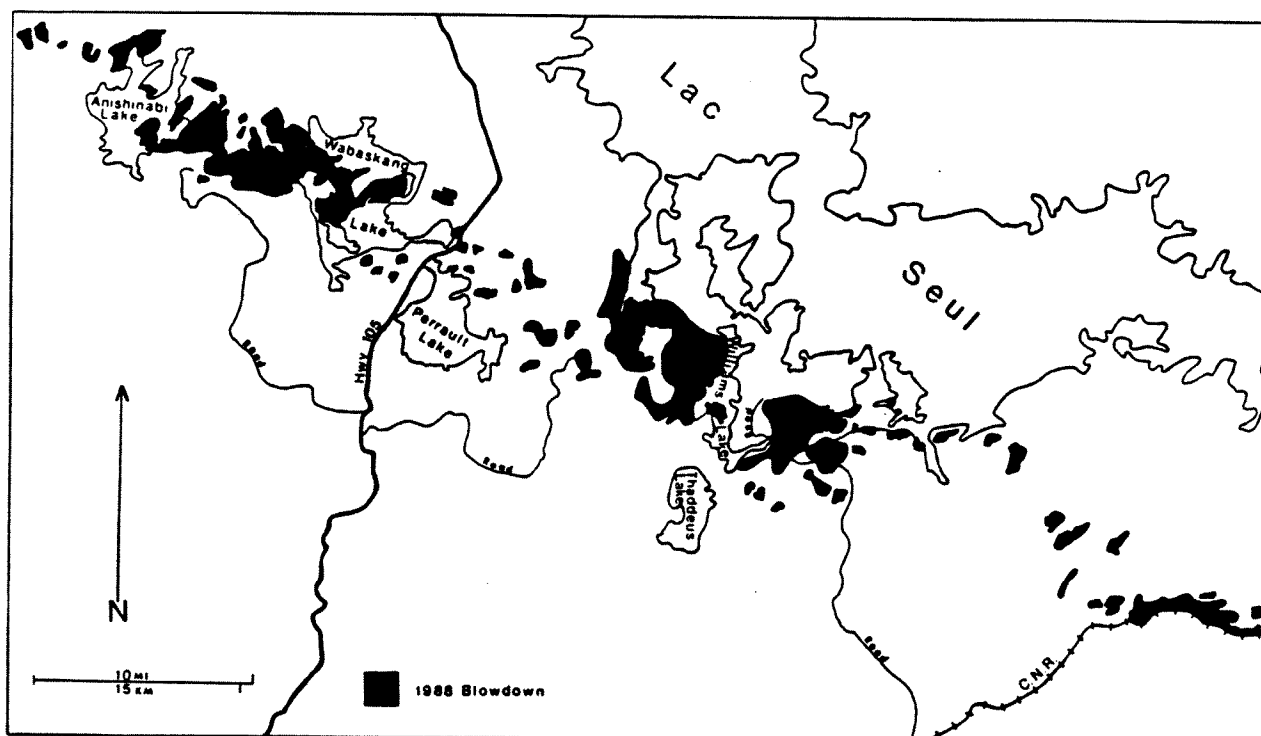 Lac
Anishinabi
Lake
Wabaskang
Lake
Seul
Perrault
Lake
Hwy 105
Road
Williams Lake
Road
Road
Thaddeus
Lake
N
Road
C.N.R.
10 MI
15 KM
1988 Blowdown